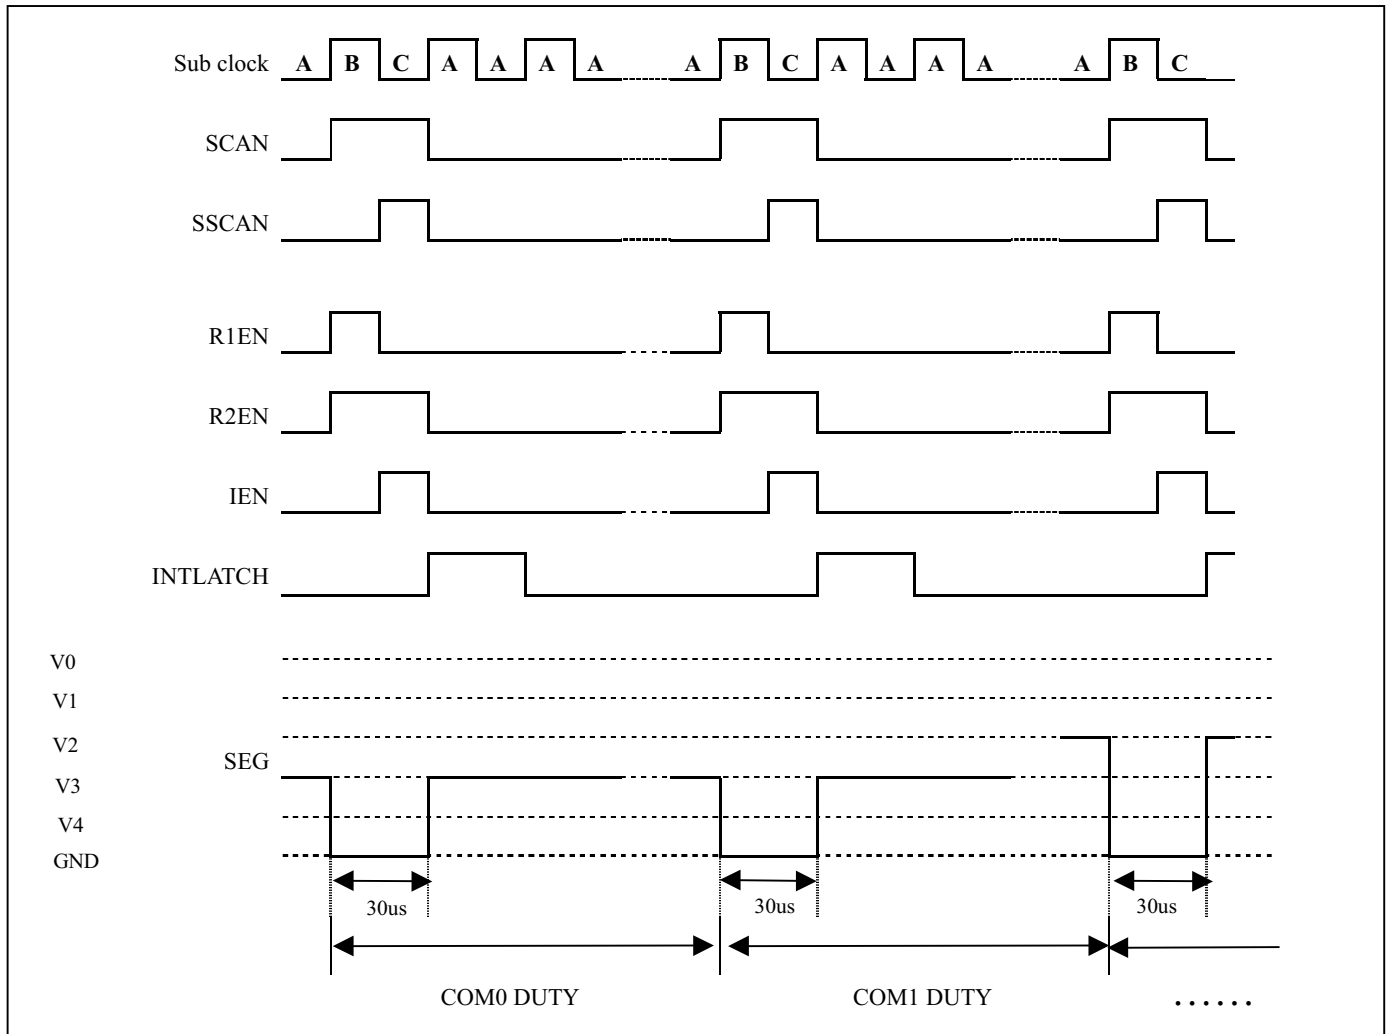 Sub clock A B C A A A A A B C A A A A A B C
SCAN
SSCAN
R1EN
R2EN
IEN
INTLATCH
V0
V1
V2
SEG
V3
V4
GND
30us 30us 30us
COM0 DUTY COM1 DUTY ......